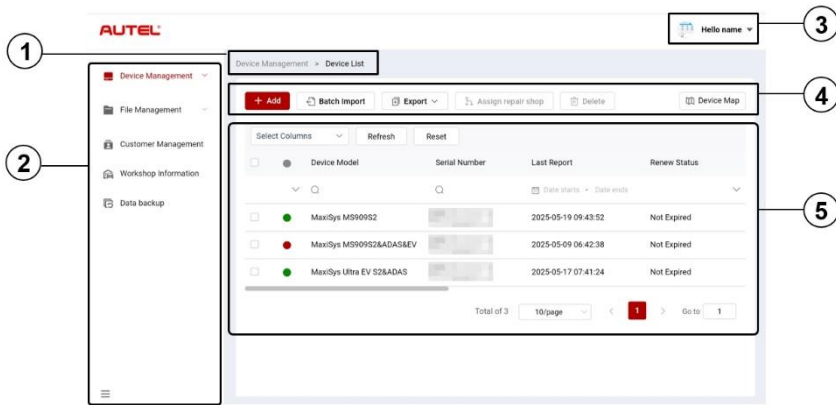 AUTEL
Hello name
3
1
Device Management > Device List
Device Management
+ Add Batch Import Export Assign repair shop Delete Device Map
4
File Management
Select Columns Refresh Reset
Customer Management
2
Device Model Serial Number Last Report Renew Status
Workshop Information
Date starts - Date ends
Data backup
5
MaxiSys MS909S2 2025-05-19 09:43:52 Not Expired
MaxiSys MS909S2&ADAS&EV 2025-05-09 06:42:38 Not Expired
MaxiSys Ultra EV S2&ADAS 2025-05-17 07:41:24 Not Expired
Total of 3 10/page < 1 > Go to 1